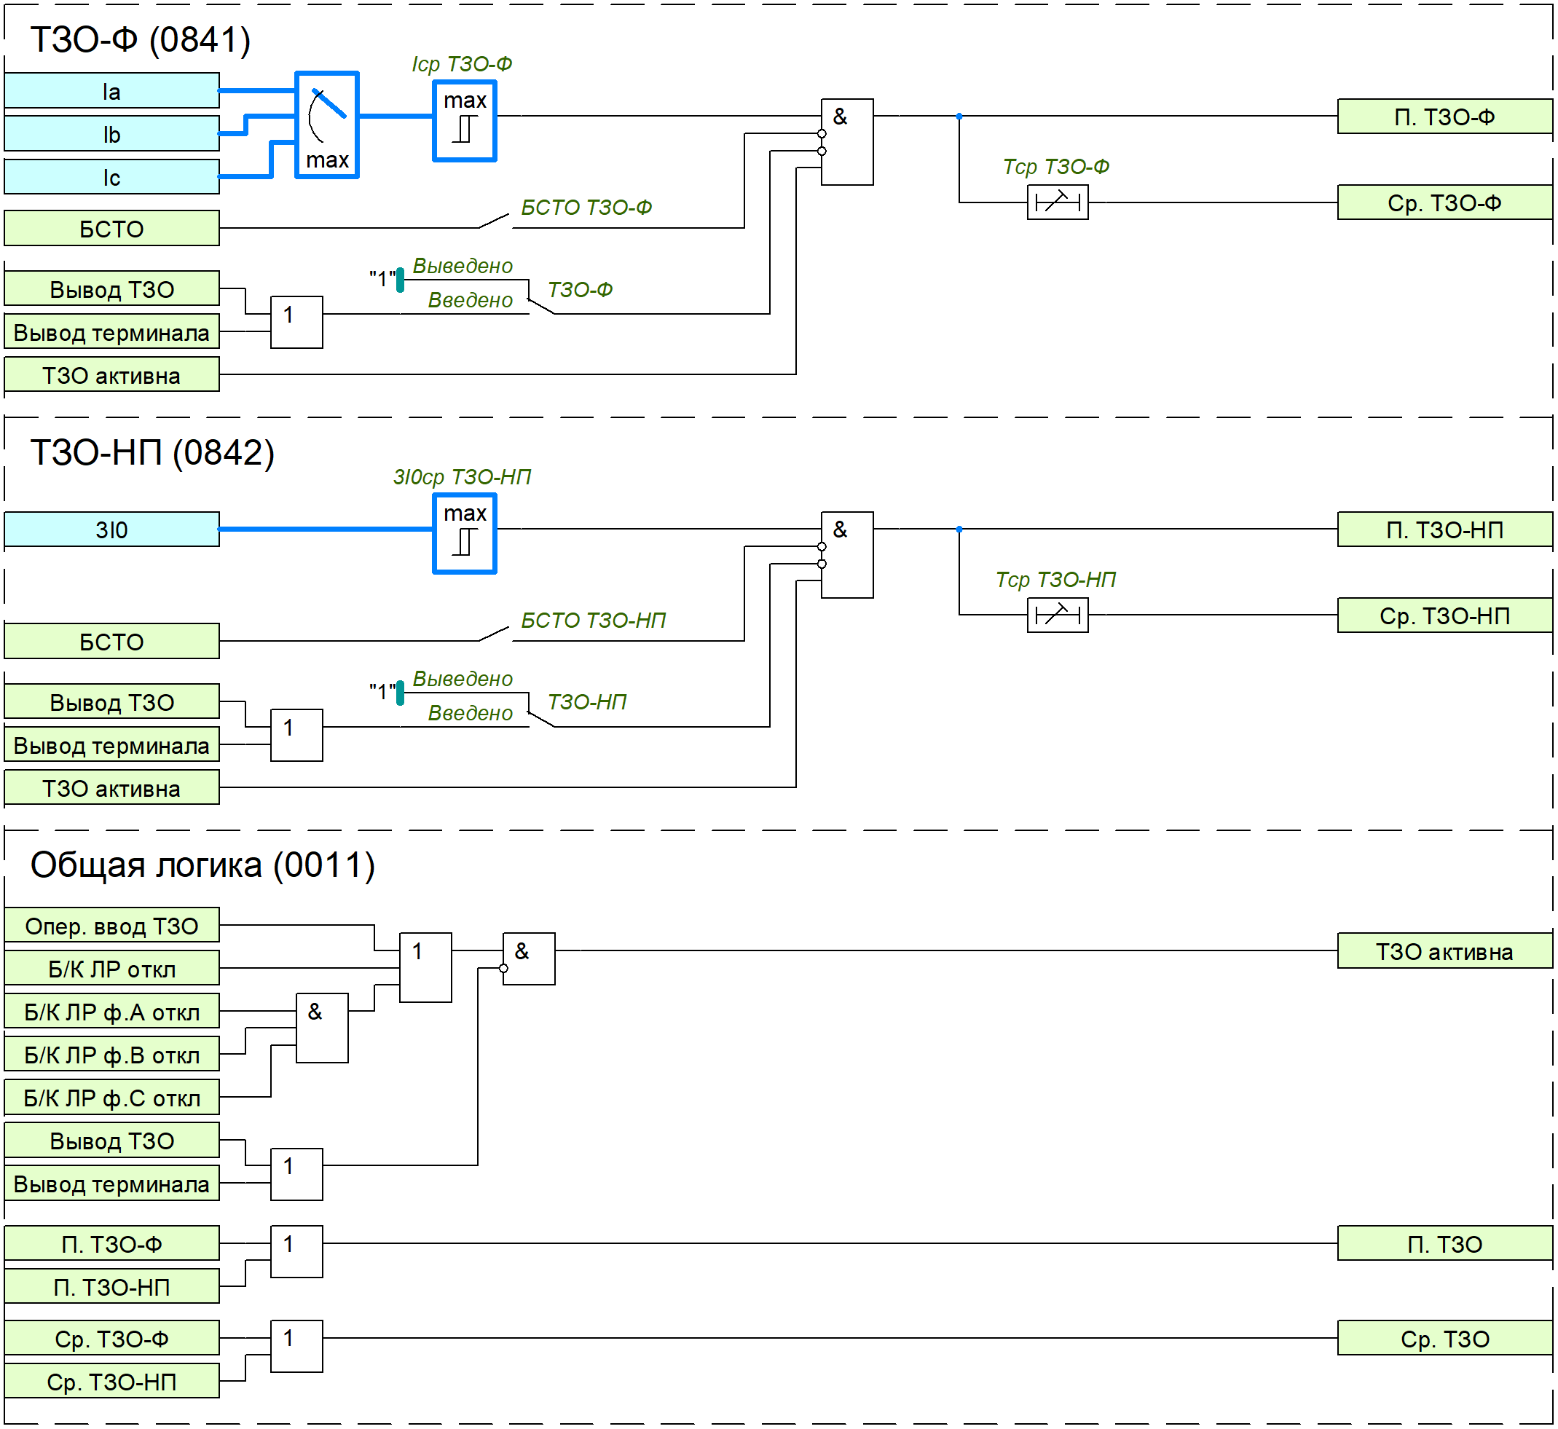 ТЗО-Ф (0841)
Iср ТЗО-Ф
Ia
max
&
П. ТЗО-Ф
Ib
max
Ic
Тср ТЗО-Ф
Ср. ТЗО-Ф
БСТО
БСТО ТЗО-Ф
"1"
Выведено
Вывод ТЗО
Введено
ТЗО-Ф
1
Вывод терминала
ТЗО активна
ТЗО-НП (0842)
3I0ср ТЗО-НП
3I0
max
&
П. ТЗО-НП
Тср ТЗО-НП
Ср. ТЗО-НП
БСТО
БСТО ТЗО-НП
"1"
Выведено
Вывод ТЗО
Введено
ТЗО-НП
1
Вывод терминала
ТЗО активна
Общая логика (0011)
Опер. ввод ТЗО
1
&
ТЗО активна
Б/К ЛР откл
Б/К ЛР ф.А откл
&
Б/К ЛР ф.В откл
Б/К ЛР ф.С откл
Вывод ТЗО
1
Вывод терминала
П. ТЗО-Ф
1
П. ТЗО
П. ТЗО-НП
Ср. ТЗО-Ф
1
Ср. ТЗО
Ср. ТЗО-НП